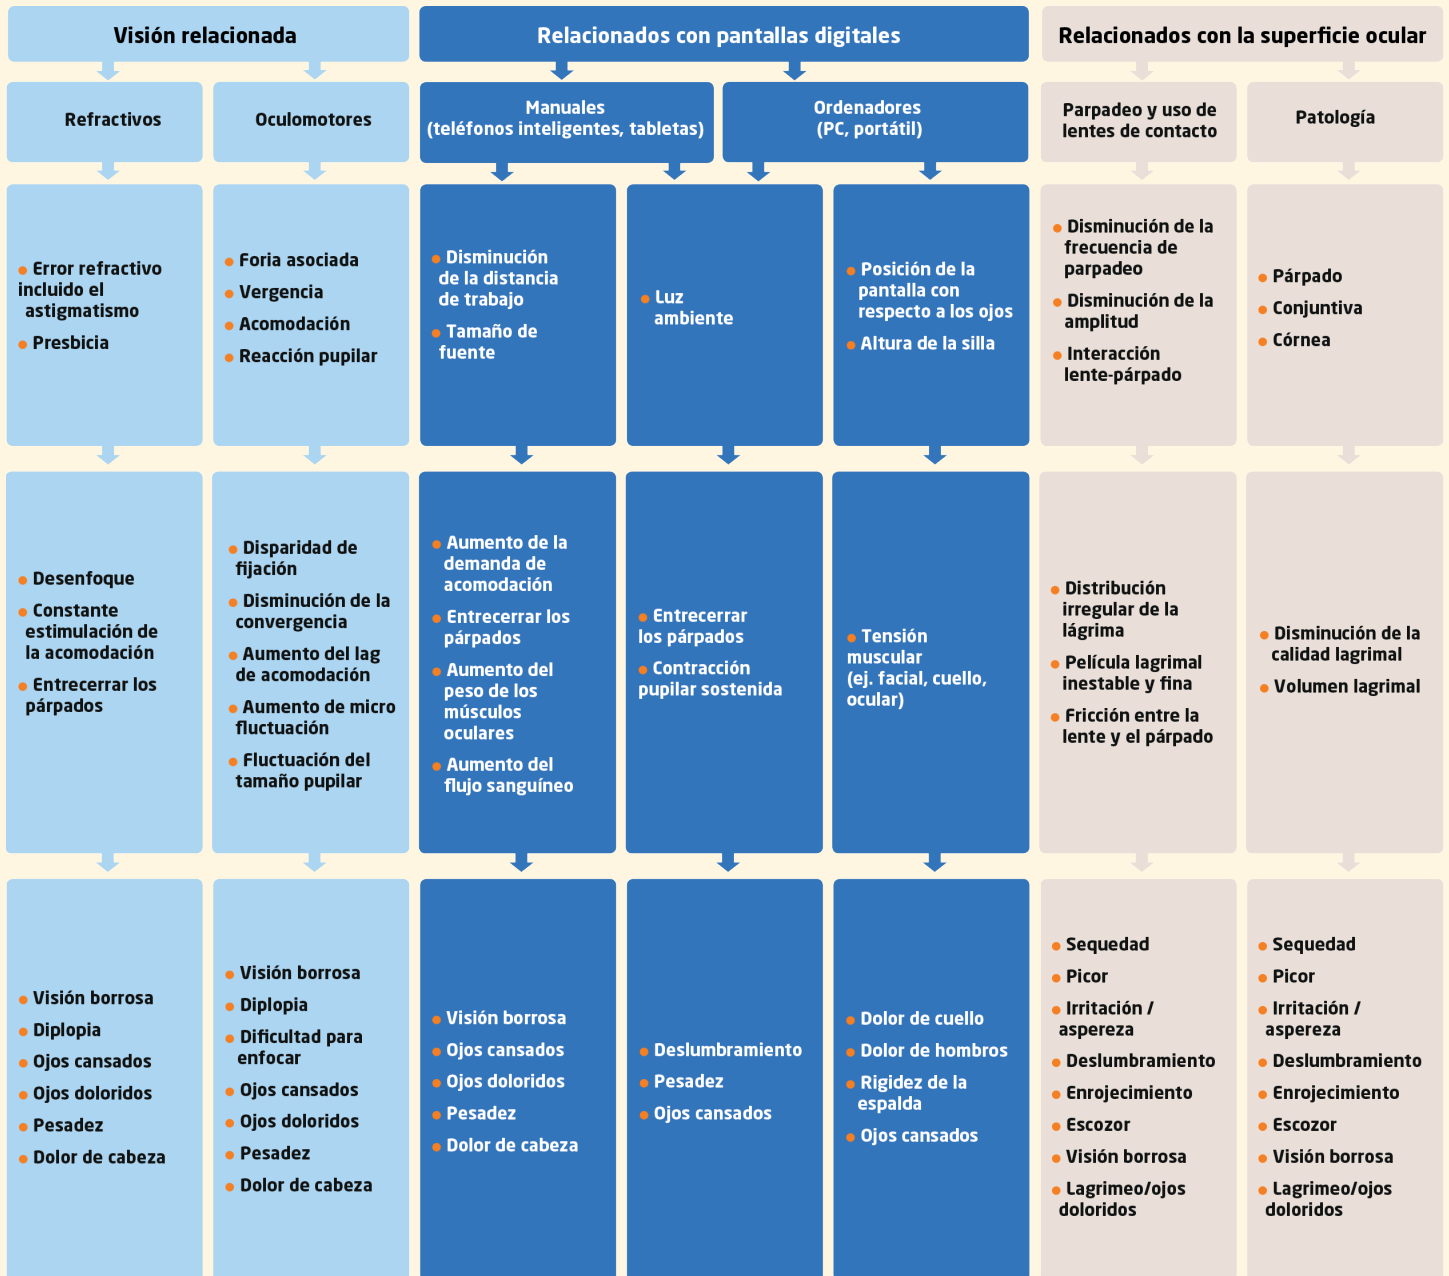 Visión relacionada
Relacionados con pantallas digitales
Relacionados con la superficie ocular
Refractivos
Oculomotores
Manuales
(teléfonos inteligentes, tabletas)
Ordenadores
(PC, portátil)
Parpadeo y uso de
lentes de contacto
Patología
● Error refractivo
incluido el
astigmatismo
● Presbicia
● Foria asociada
● Vergencia
● Acomodación
● Reacción pupilar
● Disminución
de la distancia
de trabajo
● Tamaño de
fuente
● Luz
ambiente
● Posición de la
pantalla con
respecto a los ojos
● Altura de la silla
● Disminución de la
frecuencia de
parpadeo
● Disminución de la
amplitud
● Interacción
lente-párpado
● Párpado
● Conjuntiva
● Córnea
● Desenfoque
● Constante
estimulación de
la acomodación
● Entrecerrar los
párpados
● Disparidad de
fijación
● Disminución de la
convergencia
● Aumento del lag
de acomodación
● Aumento de micro
fluctuación
● Fluctuación del
tamaño pupilar
● Aumento de la
demanda de
acomodación
● Entrecerrar los
párpados
● Aumento del
peso de los
músculos
oculares
● Aumento del
flujo sanguíneo
● Entrecerrar
los párpados
● Contracción
pupilar sostenida
● Tensión
muscular
(ej. facial, cuello,
ocular)
● Distribución
irregular de la
lágrima
● Película lagrimal
inestable y fina
● Fricción entre la
lente y el párpado
● Disminución de la
calidad lagrimal
● Volumen lagrimal
● Visión borrosa
● Diplopia
● Ojos cansados
● Ojos doloridos
● Pesadez
● Dolor de cabeza
● Visión borrosa
● Diplopia
● Dificultad para
enfocar
● Ojos cansados
● Ojos doloridos
● Pesadez
● Dolor de cabeza
● Visión borrosa
● Ojos cansados
● Ojos doloridos
● Pesadez
● Dolor de cabeza
● Deslumbramiento
● Pesadez
● Ojos cansados
● Dolor de cuello
● Dolor de hombros
● Rigidez de la
espalda
● Ojos cansados
● Sequedad
● Picor
● Irritación /
aspereza
● Deslumbramiento
● Enrojecimiento
● Escozor
● Visión borrosa
● Lagrimeo/ojos
doloridos
● Sequedad
● Picor
● Irritación /
aspereza
● Deslumbramiento
● Enrojecimiento
● Escozor
● Visión borrosa
● Lagrimeo/ojos
doloridos